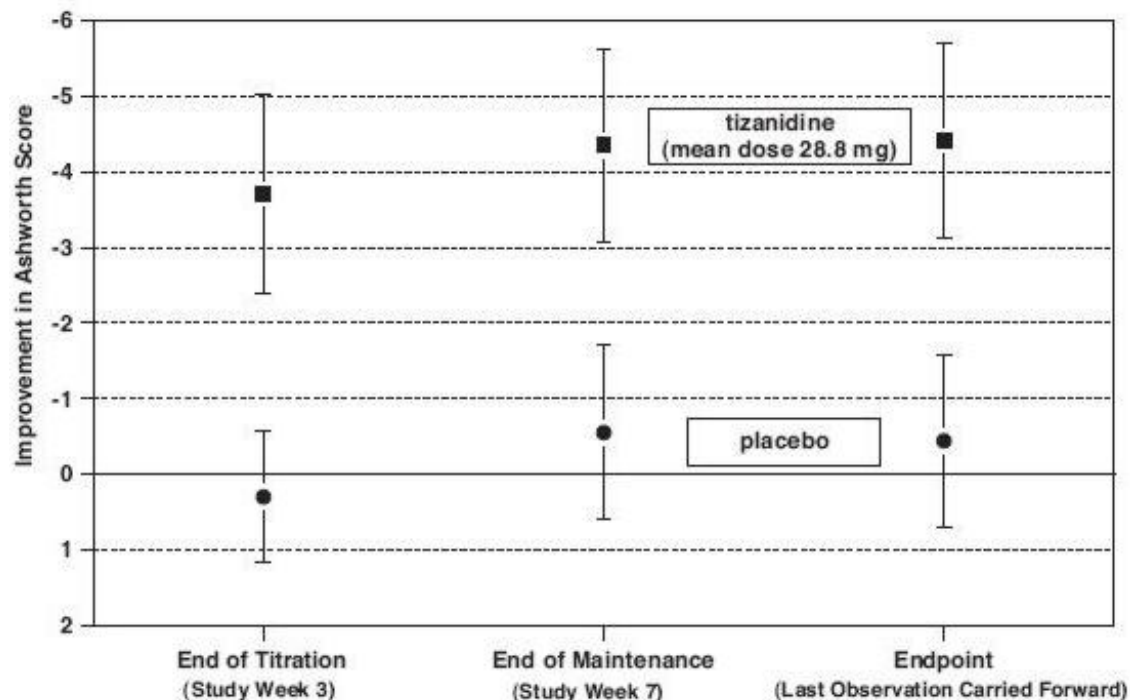 Improvement in Ashworth Score
-6
-5
-4
-3
-2
-1
0
1
2
tizanidine
(mean dose 28.8 mg)
placebo
End of Titration
(Study Week 3)
End of Maintenance
(Study Week 7)
Endpoint
(Last Observation Carried Forward)